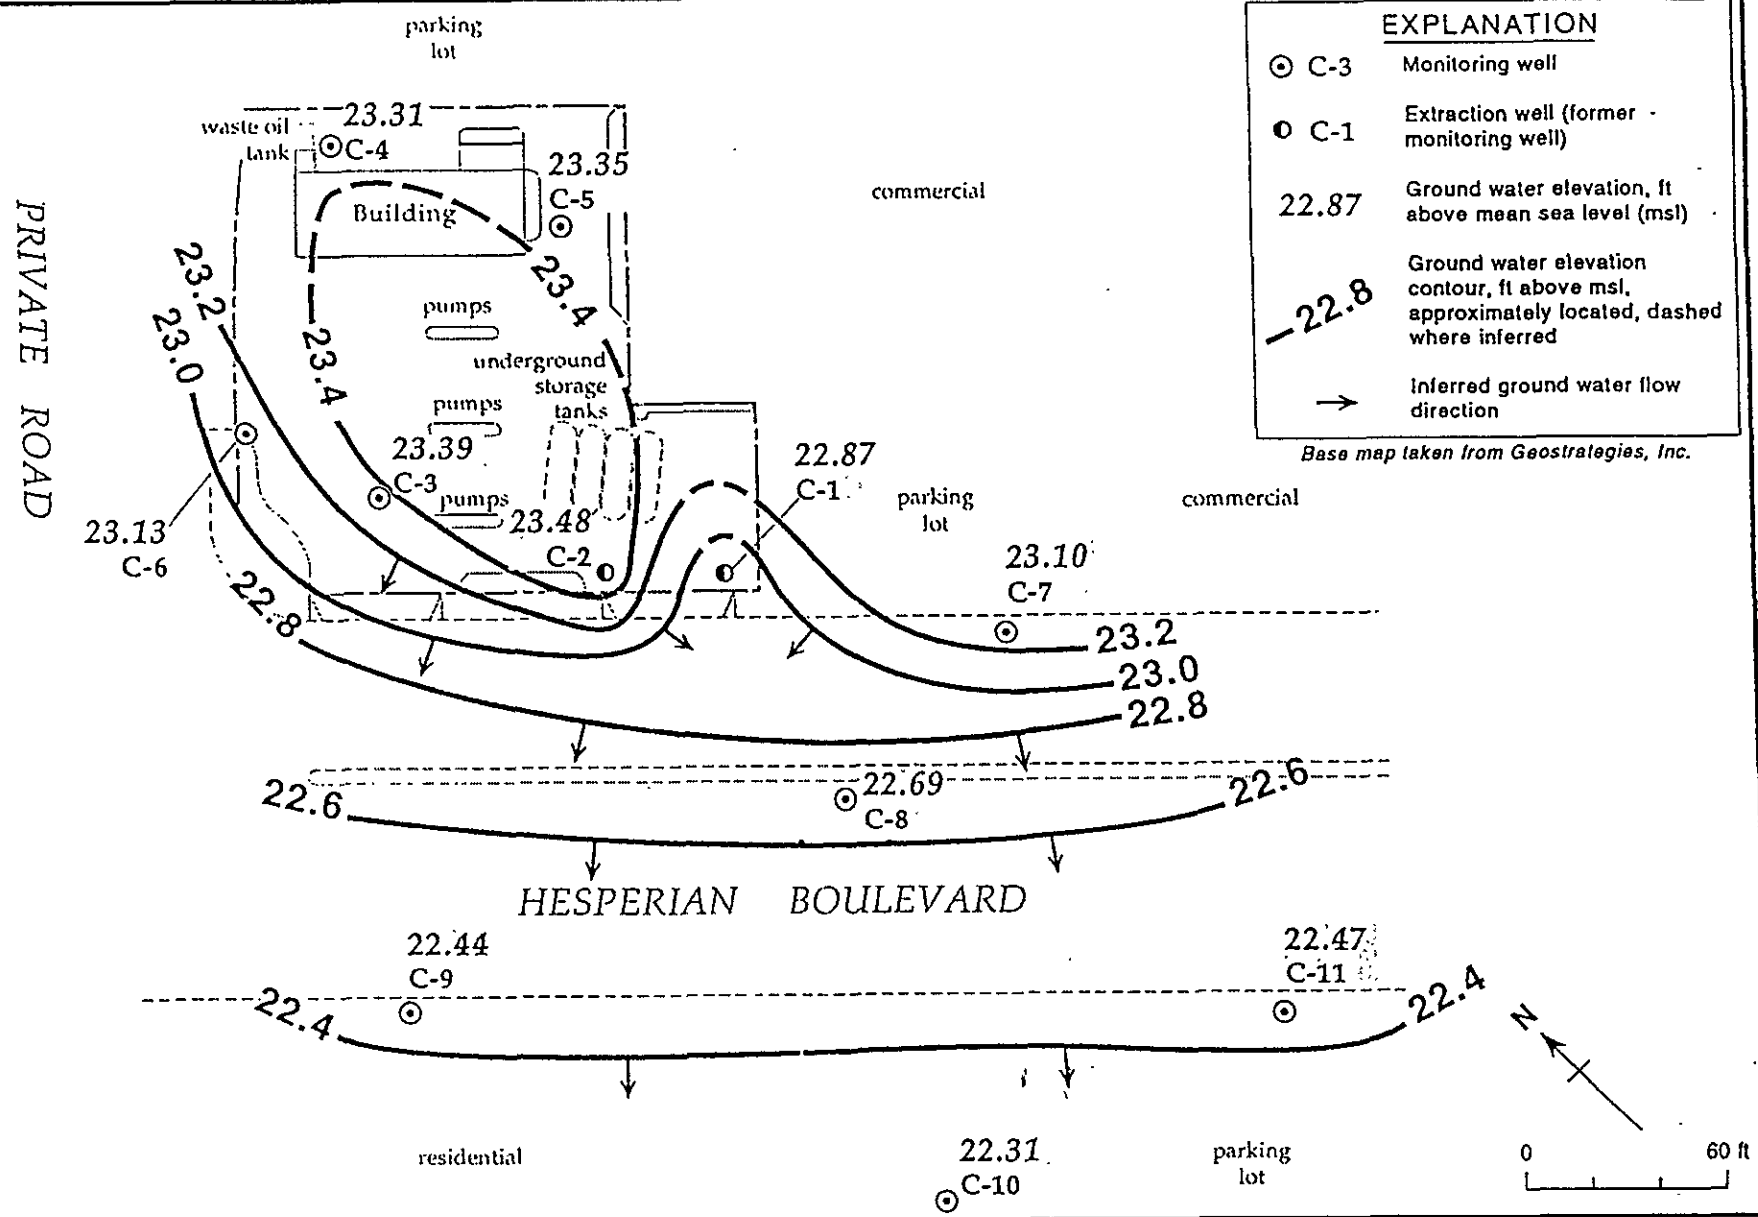 parking
lot
EXPLANATION
C-3 Monitoring well
C-1 Extraction well (former
monitoring well)
22.87 Ground water elevation, ft
above mean sea level (msl)
22.8 Ground water elevation
contour, ft above msl,
approximately located, dashed
where inferred
Inferred ground water flow
direction
Base map taken from Geostrategies, Inc.
waste oil
tank
23.31
C-4
23.35
C-5
Building
commercial
PRIVATE ROAD
23.2
23.0
23.4
23.4
pumps
underground
storage
tanks
pumps
23.39
C-3
pumps
23.48
C-2
22.87
C-1
parking
lot
commercial
23.13
C-6
23.10
C-7
22.8
23.2
23.0
22.8
22.6
22.69
C-8
22.6
HESPERIAN BOULEVARD
22.44
C-9
22.47
C-11
22.4
22.4
N
residential
22.31
C-10
parking
lot
0 60 ft